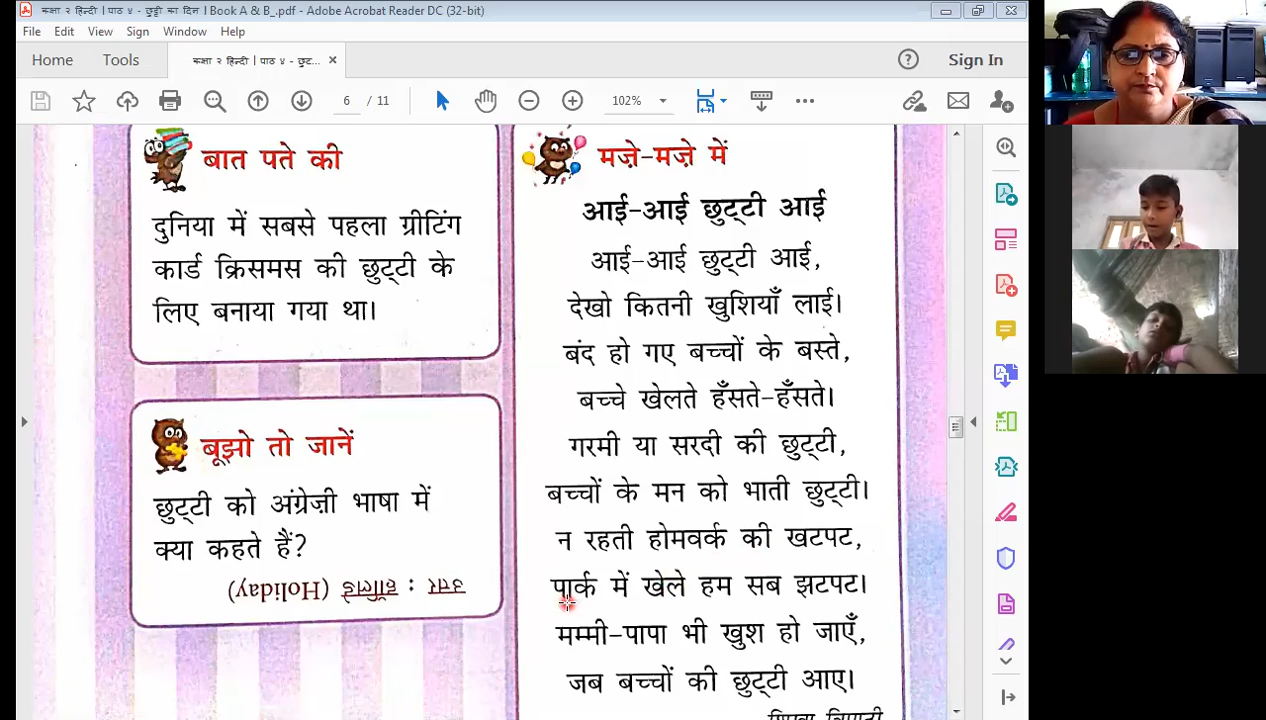 कक्षा २ हिन्दी | पाठ ४ - छुट्टी का दिन | Book A & B_.pdf - Adobe Acrobat Reader DC (32-bit)
File Edit View Sign Window Help
Home Tools कक्षा २ हिन्दी | पाठ ४ - छुट... × Sign In
6 / 11 102%
बात पते की
दुनिया में सबसे पहला ग्रीटिंग
कार्ड क्रिसमस की छुट्टी के
लिए बनाया गया था।
बूझो तो जानें
छुट्टी को अंग्रेज़ी भाषा में
क्या कहते हैं?
उत्तर : हॉलिडे (Holiday)
मज़े-मज़े में
आई-आई छुट्टी आई
आई-आई छुट्टी आई,
देखो कितनी खुशियाँ लाई।
बंद हो गए बच्चों के बस्ते,
बच्चे खेलते हँसते-हँसते।
गरमी या सरदी की छुट्टी,
बच्चों के मन को भाती छुट्टी।
न रहती होमवर्क की खटपट,
पार्क में खेले हम सब झटपट।
मम्मी-पापा भी खुश हो जाएँ,
जब बच्चों की छुट्टी आए।